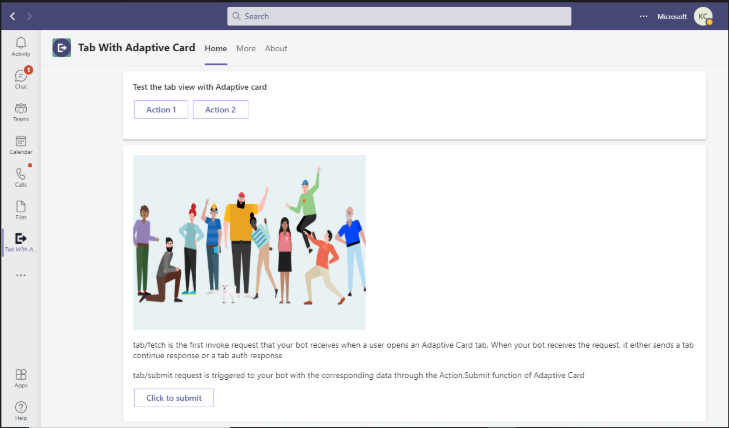 Search
Microsoft
KC
Tab With Adaptive Card Home More About
Activity
Chat
1
Teams
Calendar
Calls
Files
Tab With A...
Apps
Help
Test the tab view with Adaptive card
Action 1 Action 2
tab/fetch is the first invoke request that your bot receives when a user opens an Adaptive Card tab. When your bot receives the request, it either sends a tab
continue response or a tab auth response
tab/submit request is triggered to your bot with the corresponding data through the Action.Submit function of Adaptive Card
Click to submit